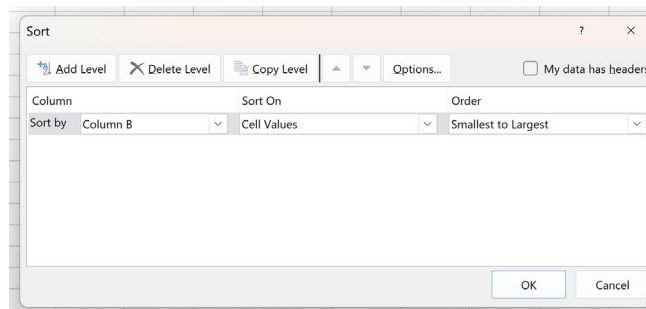 Sort ? ×
Add Level Delete Level Copy Level Options... My data has headers
Column Sort On Order
Sort by Column B Cell Values Smallest to Largest
OK Cancel